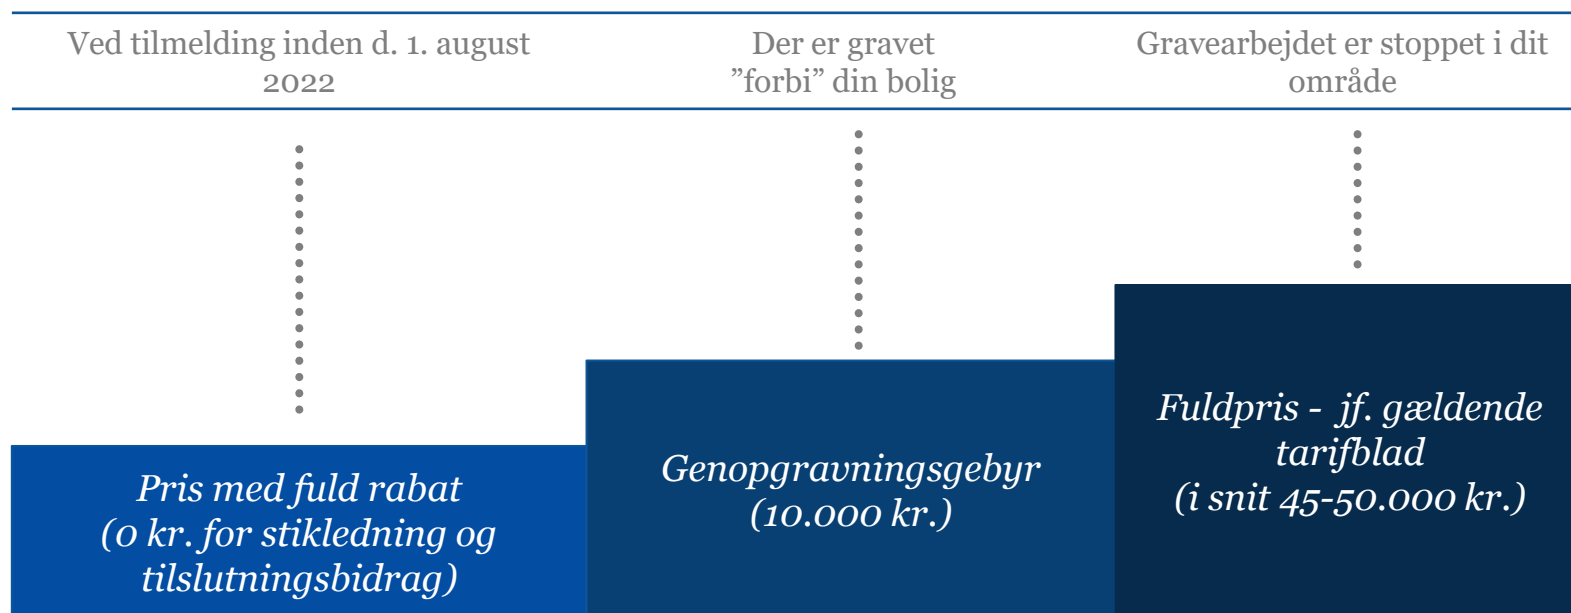 Ved tilmelding inden d. 1. august
2022
Der er gravet
”forbi” din bolig
Gravearbejdet er stoppet i dit
område
Pris med fuld rabat
(0 kr. for stikledning og
tilslutningsbidrag)
Genopgravningsgebyr
(10.000 kr.)
Fuldpris - jf. gældende
tarifblad
(i snit 45-50.000 kr.)